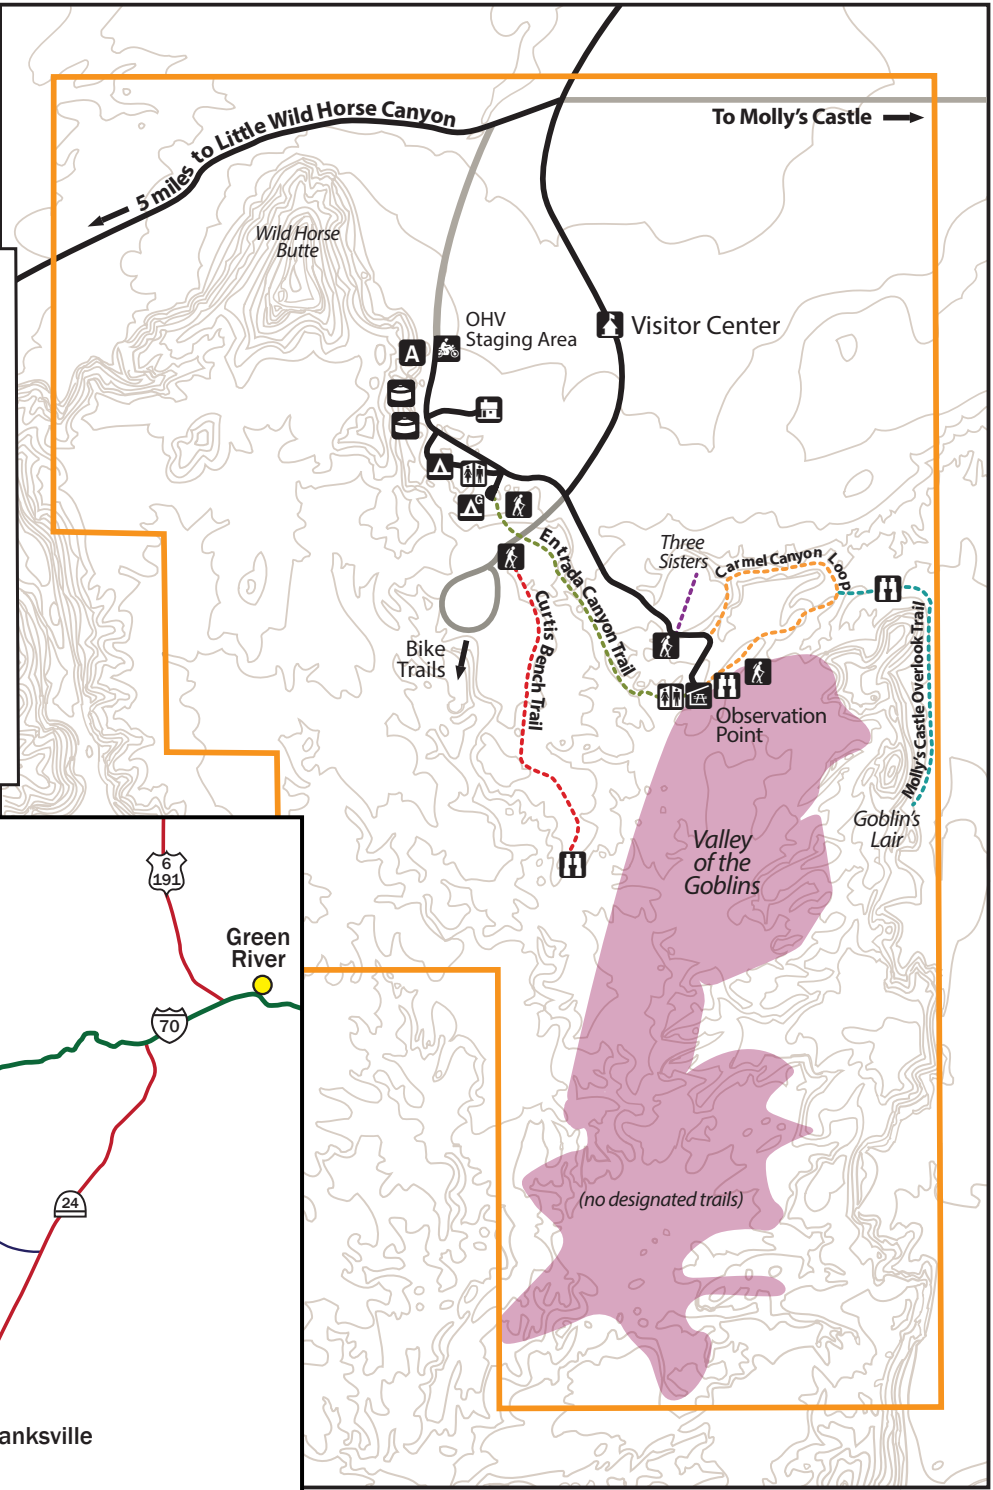 To Molly's Castle
5 miles to Little Wild Horse Canyon
Wild Horse
Butte
OHV
Staging Area
Visitor Center
A
G
Three
Sisters
Carmel Canyon Loop
Entrada Canyon Trail
Curtis Bench Trail
Molly's Castle Overlook Trail
Bike
Trails
Observation
Point
Goblin's
Lair
Valley
of the
Goblins
(no designated trails)
6
191
Green
River
70
24
anksville